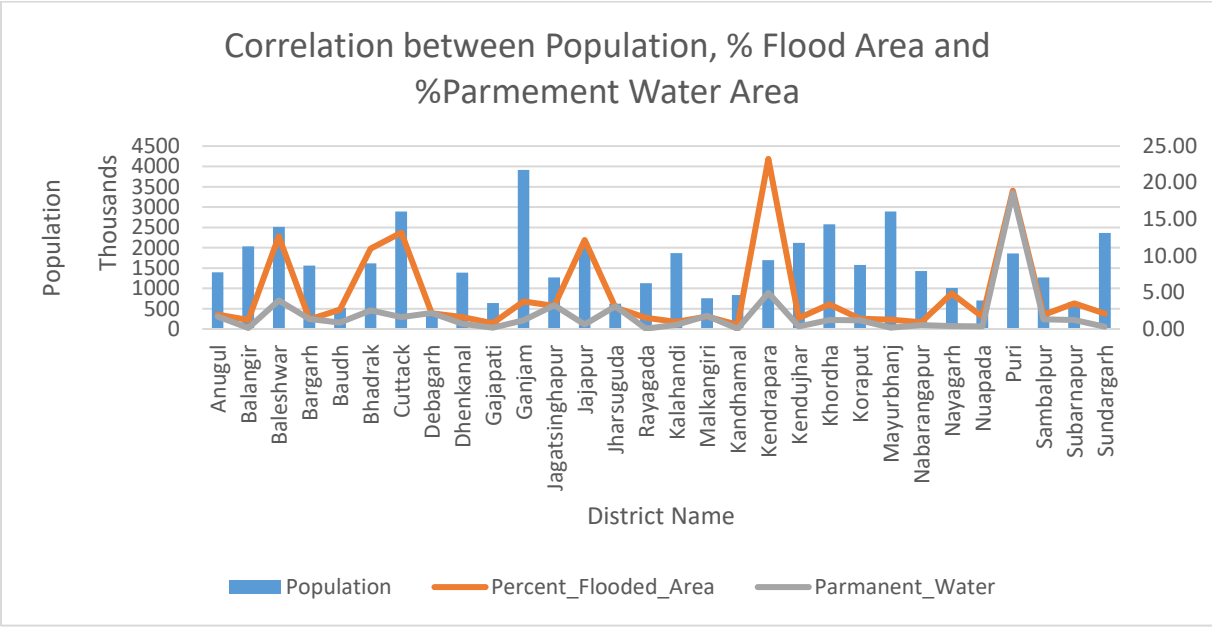 Correlation between Population, % Flood Area and
%Parmement Water Area
Population
Thousands
4500
4000
3500
3000
2500
2000
1500
1000
500
0
25.00
20.00
15.00
10.00
5.00
0.00
Anugul
Balangir
Baleshwar
Bargarh
Baudh
Bhadrak
Cuttack
Debagarh
Dhenkanal
Gajapati
Ganjam
Jagatsinghapur
Jajapur
Jharsuguda
Rayagada
Kalahandi
Malkangiri
Kandhamal
Kendrapara
Kendujhar
Khordha
Koraput
Mayurbhanj
Nabarangapur
Nayagarh
Nuapada
Puri
Sambalpur
Subarnapur
Sundargarh
District Name
Population Percent_Flooded_Area Parmanent_Water